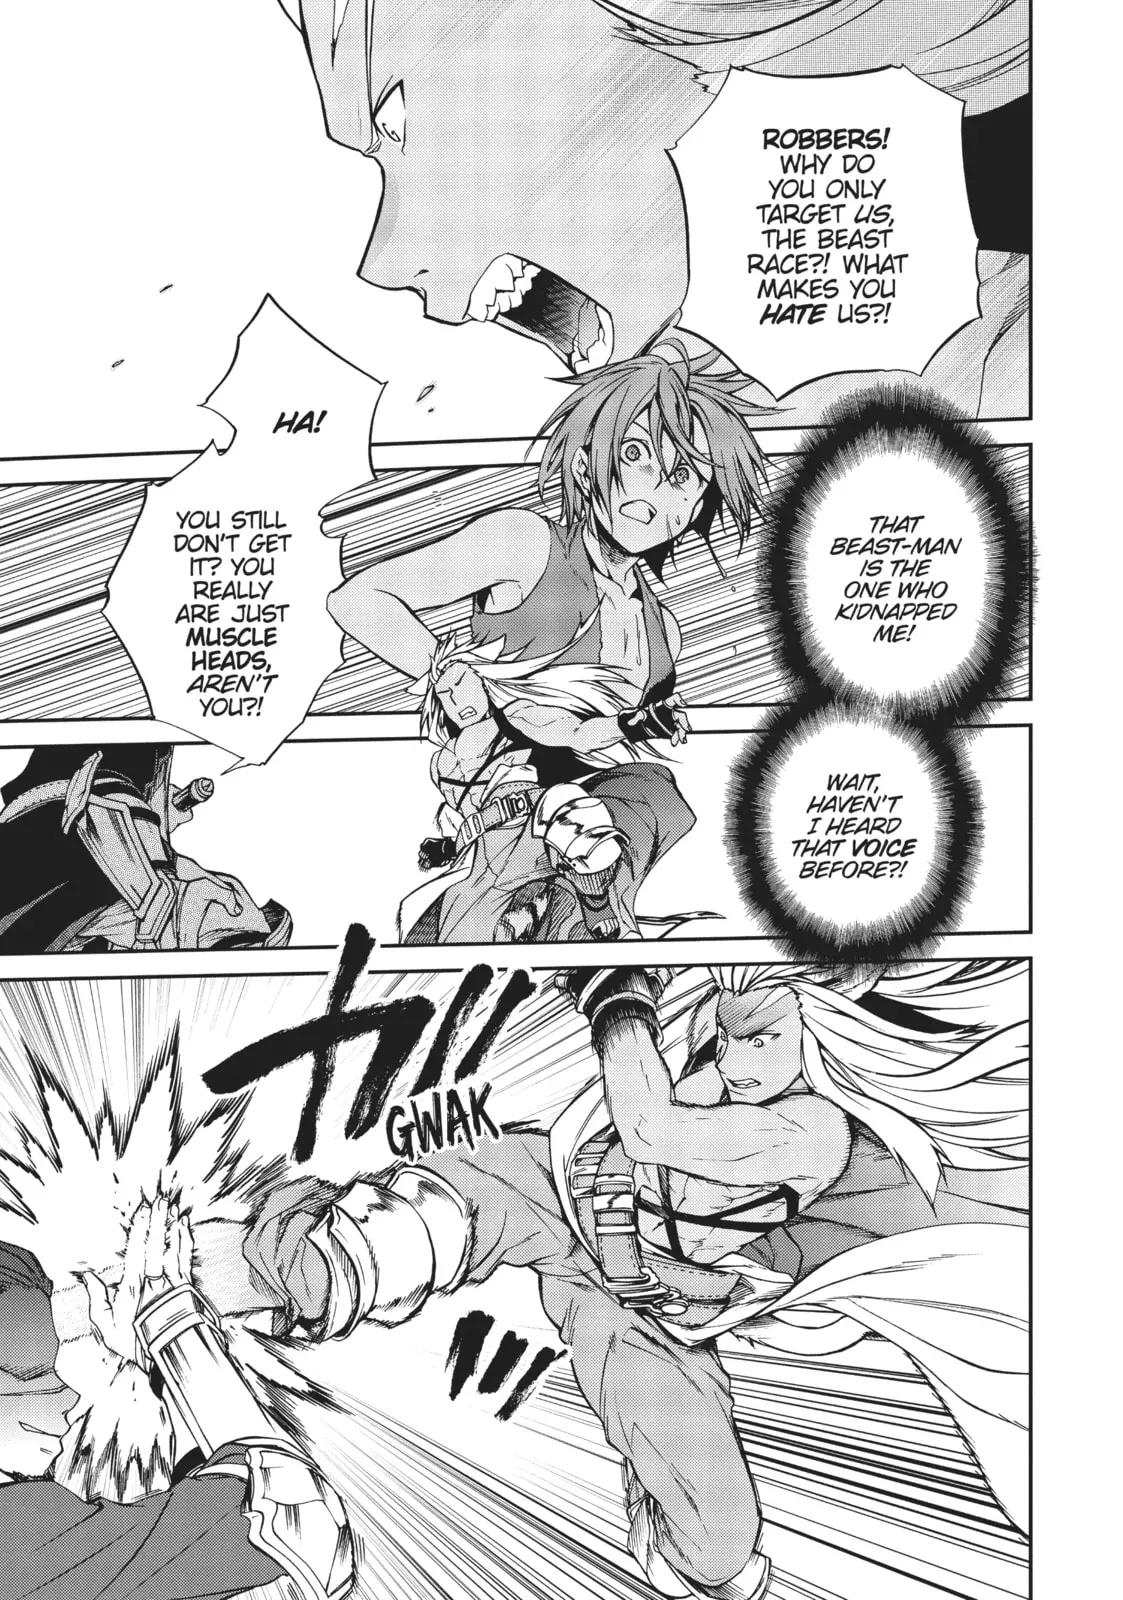 ROBBERS!
WHY DO
YOU ONLY
TARGET US,
THE BEAST
RACE?! WHAT
MAKES YOU
HATE US?!
THAT
BEAST-MAN
IS THE
ONE WHO
KIDNAPPED
ME!
HA!
YOU STILL
DON'T GET
IT? YOU
REALLY
ARE JUST
MUSCLE
HEADS,
AREN'T
YOU?!
WAIT,
HAVEN'T
I HEARD
THAT VOICE
BEFORE?!
ガ
GWAK